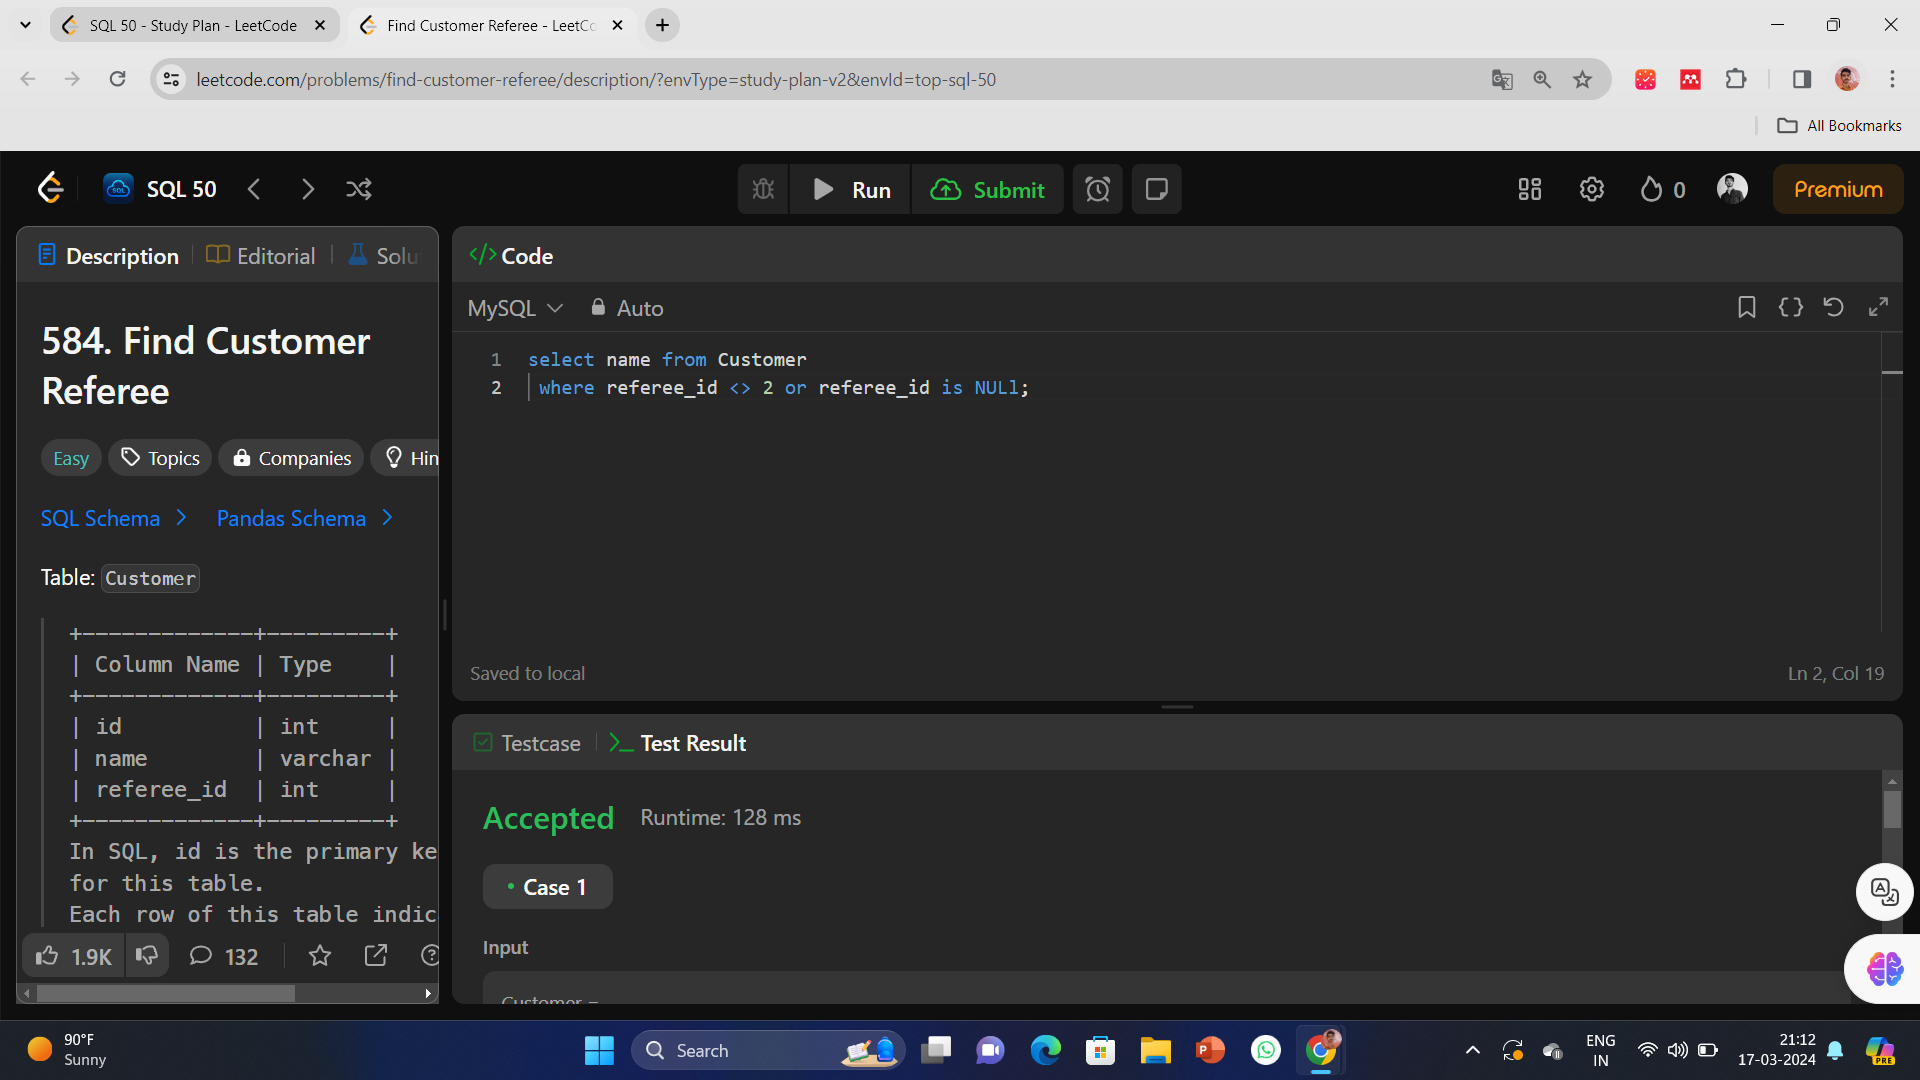 SQL 50 - Study Plan - LeetCode
Find Customer Referee - LeetCo
leetcode.com/problems/find-customer-referee/description/?envType=study-plan-v2&envId=top-sql-50
All Bookmarks
SQL 50
Run
Submit
0
Premium
Description
Editorial
Solu
584. Find Customer
Referee
Easy
Topics
Companies
Hin
SQL Schema
Pandas Schema
Table: Customer
+-------------+---------+
| Column Name | Type    |
+-------------+---------+
| id          | int     |
| name        | varchar |
| referee_id  | int     |
+-------------+---------+
In SQL, id is the primary ke
for this table.
Each row of this table indic
1.9K
132
Code
MySQL
Auto
1 select name from Customer
2 where referee_id <> 2 or referee_id is NULl;
Saved to local
Ln 2, Col 19
Testcase
Test Result
Accepted
Runtime: 128 ms
Case 1
Input
Customer =
90°F
Sunny
Search
ENG
IN
21:12
17-03-2024
PRE